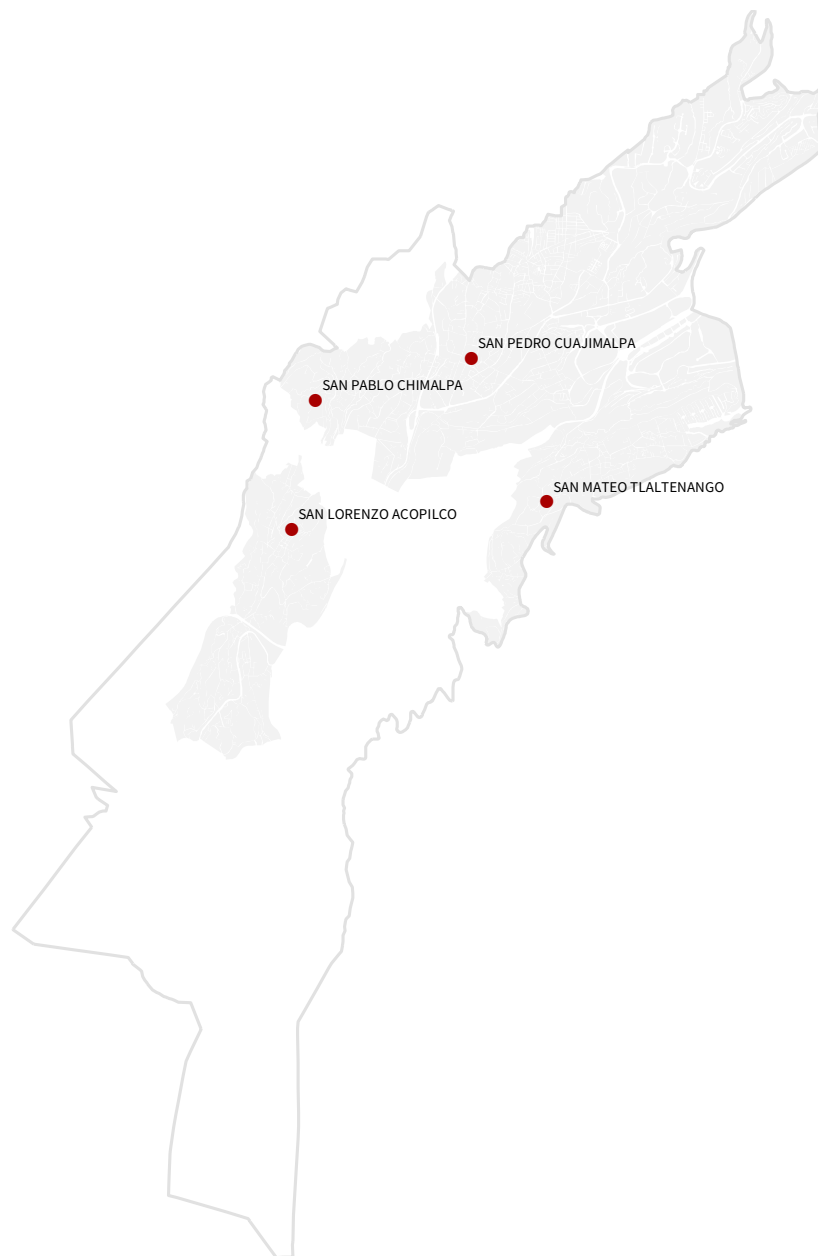 SAN PEDRO CUAJIMALPA
SAN PABLO CHIMALPA
SAN MATEO TLALTENANGO
SAN LORENZO ACOPILCO